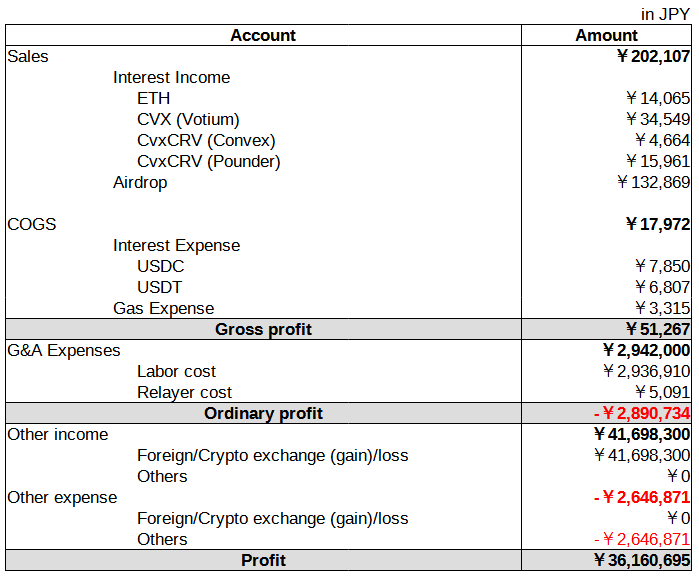 in JPY
Account Amount
Sales ￥202,107
Interest Income
ETH ￥14,065
CVX (Votium) ￥34,549
CvxCRV (Convex) ￥4,664
CvxCRV (Pounder) ￥15,961
Airdrop ￥132,869
COGS ￥17,972
Interest Expense
USDC ￥7,850
USDT ￥6,807
Gas Expense ￥3,315
Gross profit ￥51,267
G&A Expenses ￥2,942,000
Labor cost ￥2,936,910
Relayer cost ￥5,091
Ordinary profit -￥2,890,734
Other income ￥41,698,300
Foreign/Crypto exchange (gain)/loss ￥41,698,300
Others ￥0
Other expense -￥2,646,871
Foreign/Crypto exchange (gain)/loss ￥0
Others -￥2,646,871
Profit ￥36,160,695